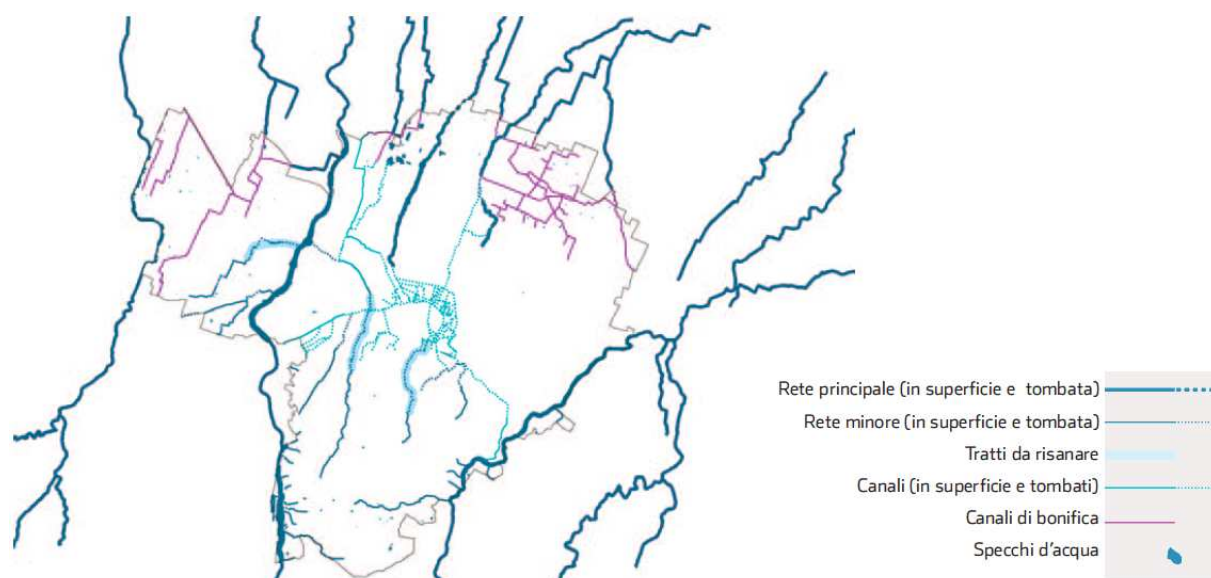 Rete principale (in superficie e tombata)
Rete minore (in superficie e tombata)
Tratti da risanare
Canali (in superficie e tombati)
Canali di bonifica
Specchi d'acqua